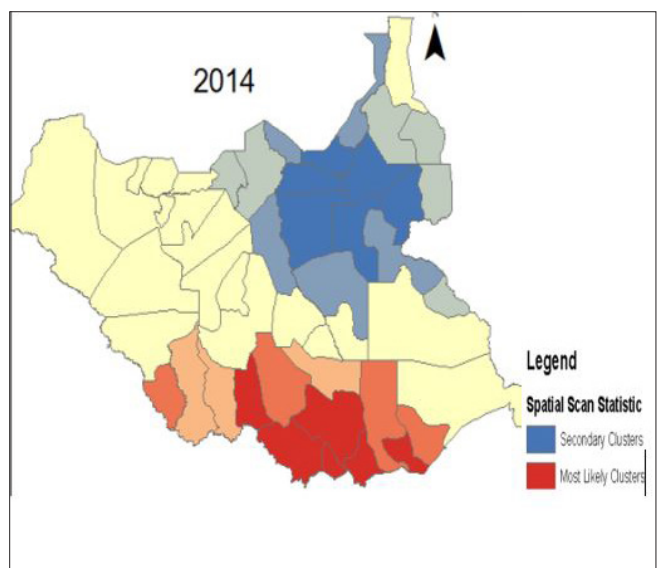 2014
Legend
Spatial Scan Statistic
Secondary Clusters
Most Likely Clusters